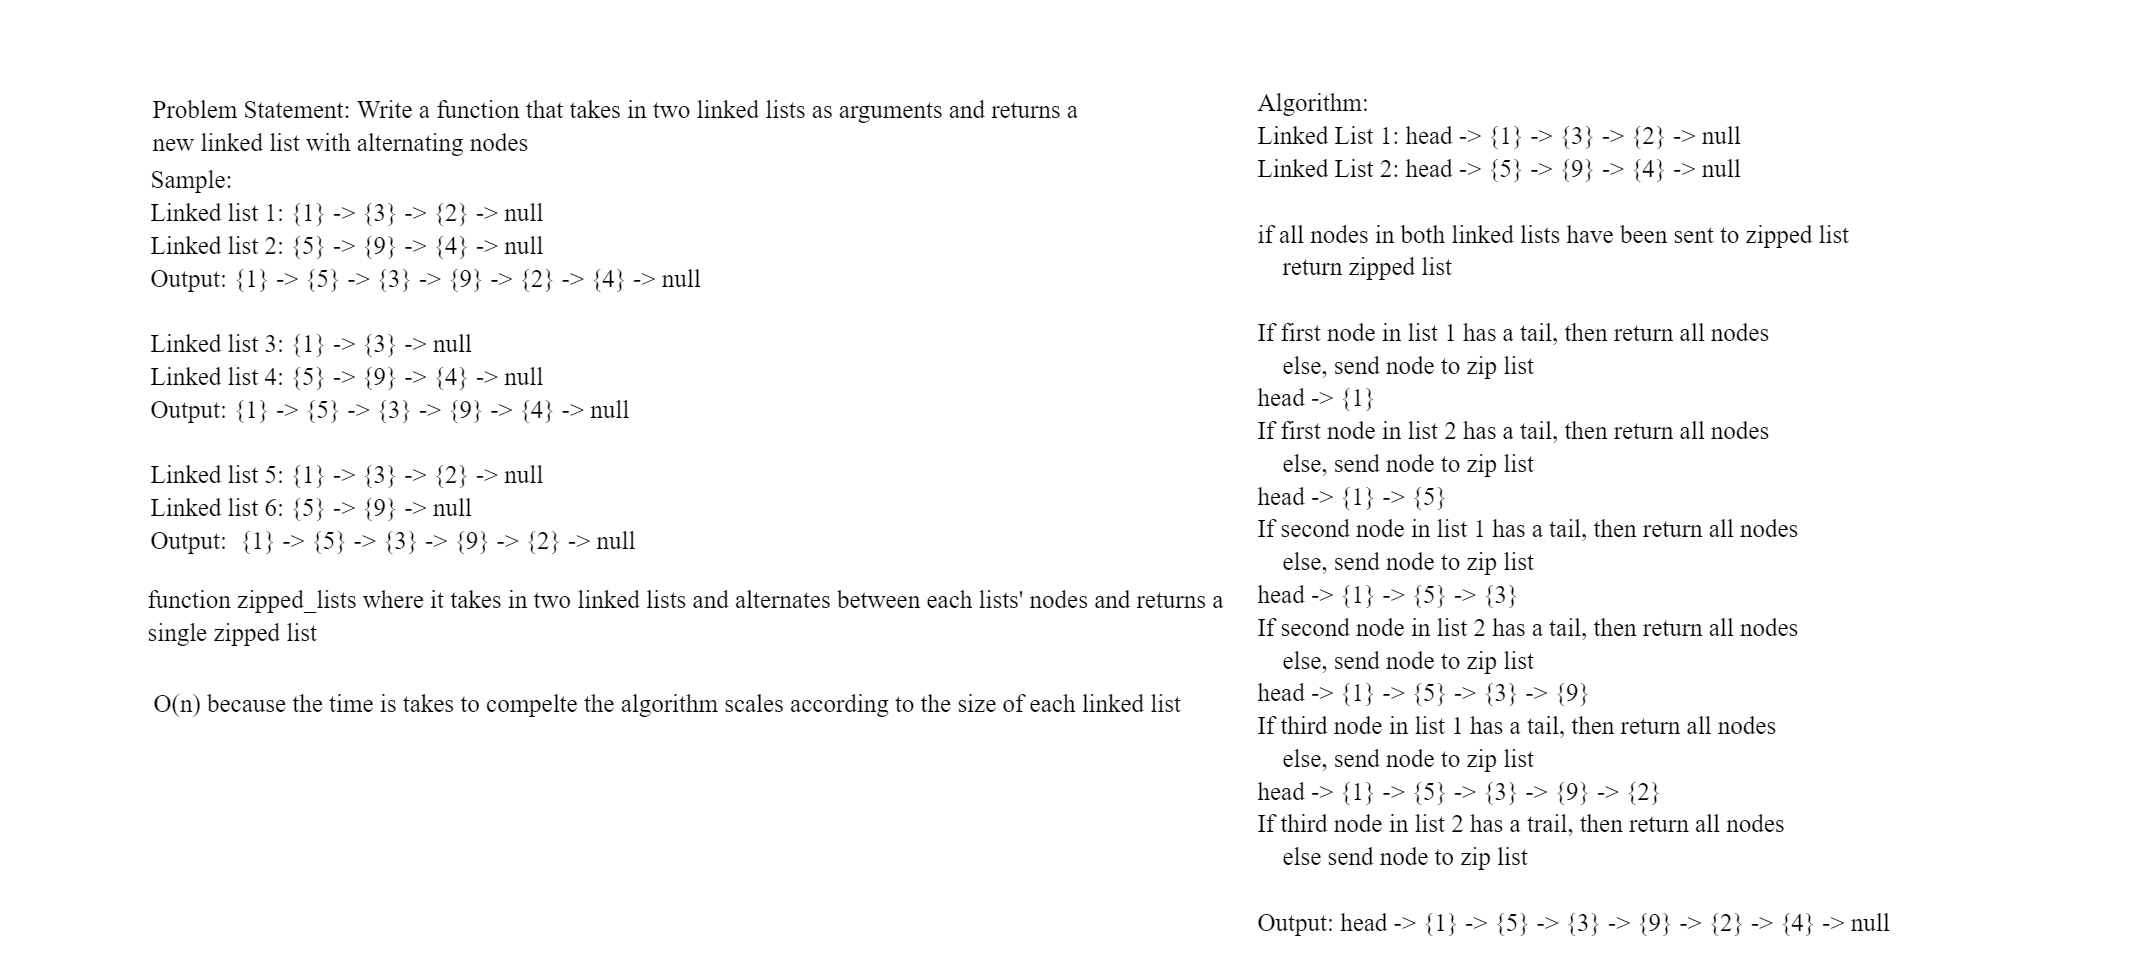 Problem Statement: Write a function that takes in two linked lists as arguments and returns a
new linked list with alternating nodes
Sample:
Linked list 1: {1} -> {3} -> {2} -> null
Linked list 2: {5} -> {9} -> {4} -> null
Output: {1} -> {5} -> {3} -> {9} -> {2} -> {4} -> null
Linked list 3: {1} -> {3} -> null
Linked list 4: {5} -> {9} -> {4} -> null
Output: {1} -> {5} -> {3} -> {9} -> {4} -> null
Linked list 5: {1} -> {3} -> {2} -> null
Linked list 6: {5} -> {9} -> null
Output: {1} -> {5} -> {3} -> {9} -> {2} -> null
function zipped_lists where it takes in two linked lists and alternates between each lists' nodes and returns a
single zipped list
O(n) because the time is takes to compelte the algorithm scales according to the size of each linked list
Algorithm:
Linked List 1: head -> {1} -> {3} -> {2} -> null
Linked List 2: head -> {5} -> {9} -> {4} -> null
if all nodes in both linked lists have been sent to zipped list
return zipped list
If first node in list 1 has a tail, then return all nodes
else, send node to zip list
head -> {1}
If first node in list 2 has a tail, then return all nodes
else, send node to zip list
head -> {1} -> {5}
If second node in list 1 has a tail, then return all nodes
else, send node to zip list
head -> {1} -> {5} -> {3}
If second node in list 2 has a tail, then return all nodes
else, send node to zip list
head -> {1} -> {5} -> {3} -> {9}
If third node in list 1 has a tail, then return all nodes
else, send node to zip list
head -> {1} -> {5} -> {3} -> {9} -> {2}
If third node in list 2 has a trail, then return all nodes
else send node to zip list
Output: head -> {1} -> {5} -> {3} -> {9} -> {2} -> {4} -> null